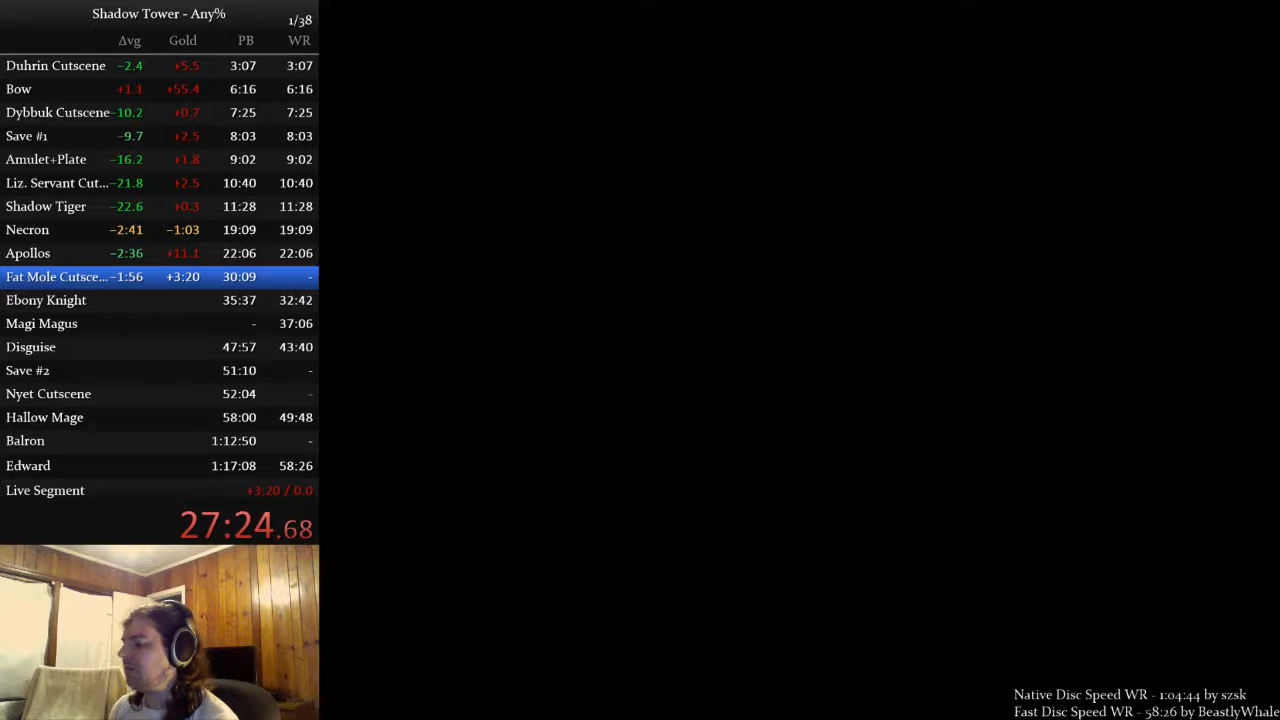 Shadow Tower - Any%
1/38
Δvg Gold PB WR
Duhrin Cutscene −2.4 +5.5 3:07 3:07
Bow +1.1 +55.4 6:16 6:16
Dybbuk Cutscene −10.2 +0.7 7:25 7:25
Save #1 −9.7 +2.5 8:03 8:03
Amulet+Plate −16.2 +1.8 9:02 9:02
Liz. Servant Cut... −21.8 +2.5 10:40 10:40
Shadow Tiger −22.6 +0.3 11:28 11:28
Necron −2:41 −1:03 19:09 19:09
Apollos −2:36 +11.1 22:06 22:06
Fat Mole Cutsce... −1:56 +3:20 30:09 -
Ebony Knight 35:37 32:42
Magi Magus - 37:06
Disguise 47:57 43:40
Save #2 51:10 -
Nyet Cutscene 52:04 -
Hallow Mage 58:00 49:48
Balron 1:12:50 -
Edward 1:17:08 58:26
Live Segment +3:20 / 0.0
27:24.68
Native Disc Speed WR - 1:04:44 by szsk
Fast Disc Speed WR - 58:26 by BeastlyWhale